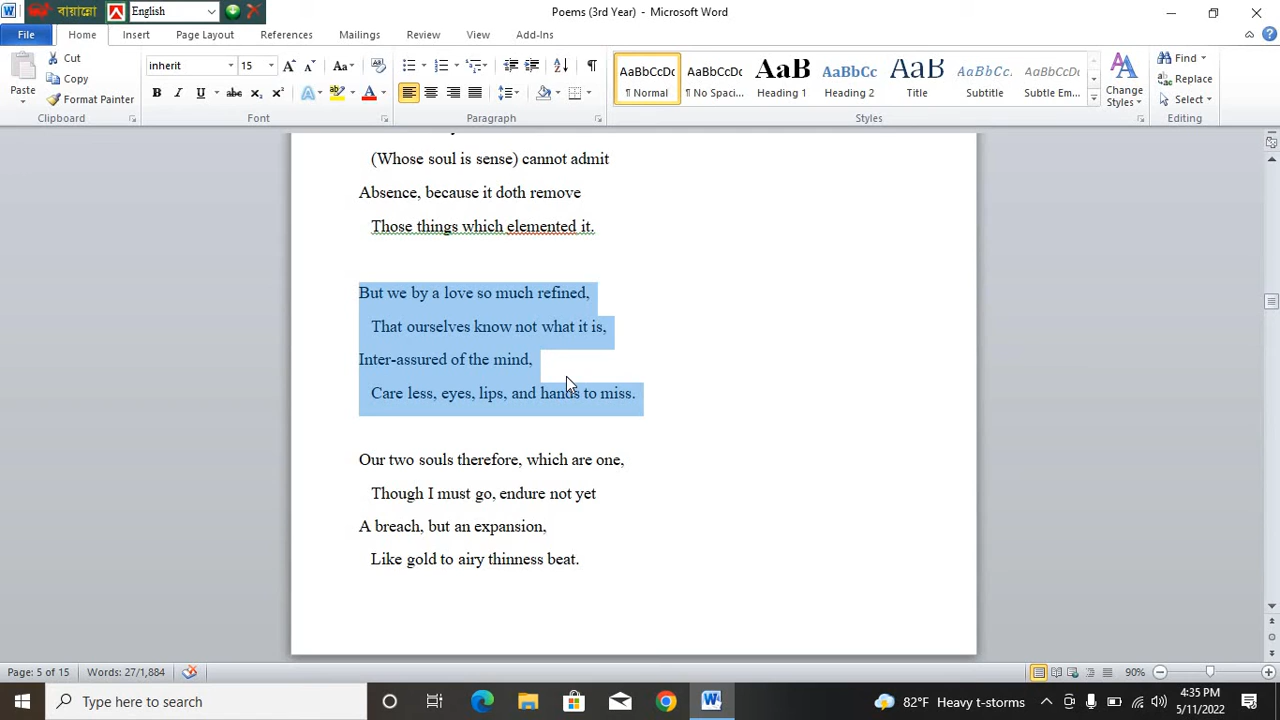 বায়ান্নো English
Poems (3rd Year) - Microsoft Word
File Home Insert Page Layout References Mailings Review View Add-Ins
Paste Cut Copy Format Painter
inherit 15
AaBbCcDc AaBbCcDc AaB AaBbCc AaB AaBbCc. AaBbCcDc
¶ Normal ¶ No Spaci... Heading 1 Heading 2 Title Subtitle Subtle Em...
Change Styles
Find Replace Select
Clipboard Font Paragraph Styles Editing
(Whose soul is sense) cannot admit
Absence, because it doth remove
Those things which elemented it.
But we by a love so much refined,
That ourselves know not what it is,
Inter-assured of the mind,
Care less, eyes, lips, and hands to miss.
Our two souls therefore, which are one,
Though I must go, endure not yet
A breach, but an expansion,
Like gold to airy thinness beat.
Page: 5 of 15 Words: 27/1,884 90%
Type here to search 82°F Heavy t-storms 4:35 PM
5/11/2022